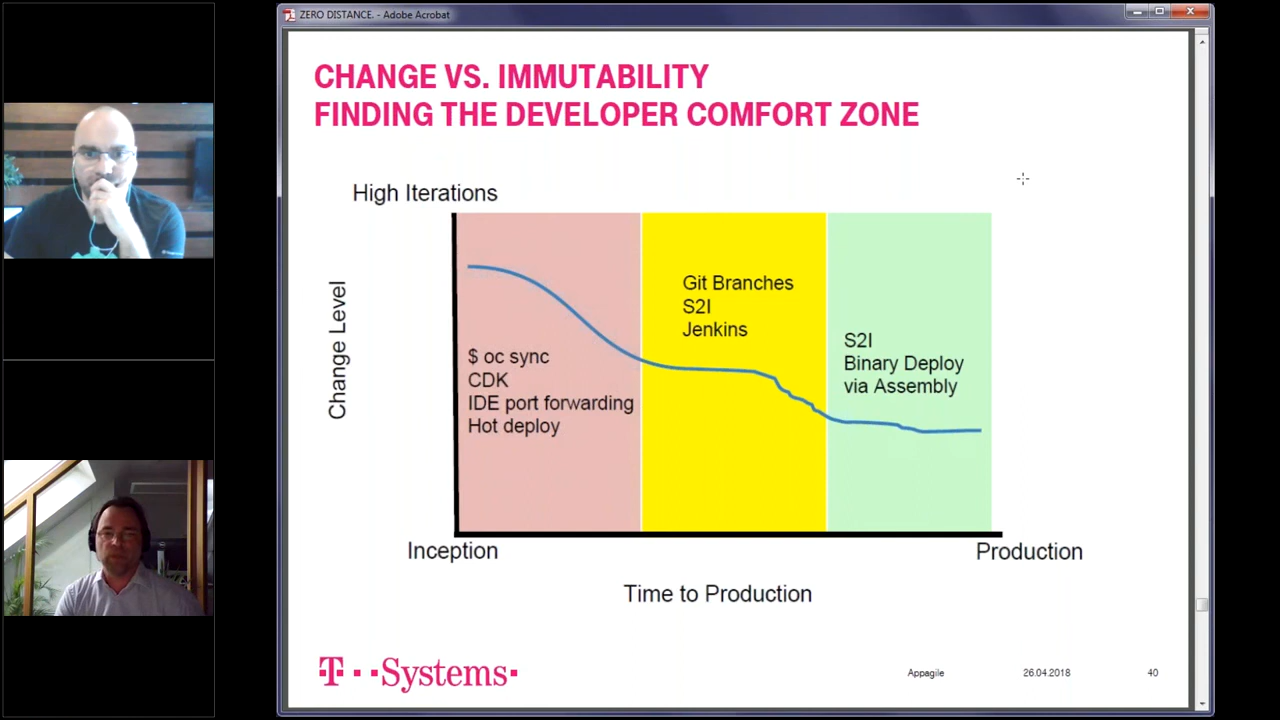 ZERO DISTANCE. - Adobe Acrobat
CHANGE VS. IMMUTABILITY
FINDING THE DEVELOPER COMFORT ZONE
High Iterations
Change Level
$ oc sync
CDK
IDE port forwarding
Hot deploy
Git Branches
S2I
Jenkins
S2I
Binary Deploy
via Assembly
Inception
Production
Time to Production
T··Systems·
Appagile
26.04.2018
40